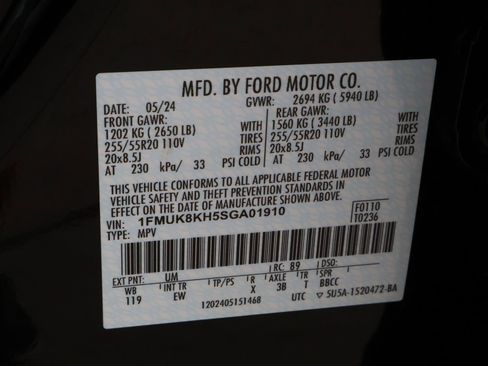 MFD. BY FORD MOTOR CO.
DATE: 05/24 GVWR: 2694 KG ( 5940 LB)
FRONT GAWR: REAR GAWR:
1202 KG ( 2650 LB) WITH 1560 KG ( 3440 LB) WITH
255/55R20 110V TIRES 255/55R20 110V TIRES
20x8.5J RIMS 20x8.5J RIMS
AT 230 kPa/ 33 PSI COLD AT 230 kPa/ 33 PSI COLD
THIS VEHICLE CONFORMS TO ALL APPLICABLE FEDERAL MOTOR
VEHICLE SAFETY AND THEFT PREVENTION STANDARDS IN
EFFECT ON THE DATE OF MANUFACTURE SHOWN ABOVE.
VIN: 1FMUK8KH5SGA01910 F0110
TYPE: MPV T0236
EXT PNT: UM RC: 89 DSO:
WB INT TR TP/PS R AXLE TR SPR
119 EW X 3B T BBCC
1202405151468 UTC ▽ SU5A-1520472-BA